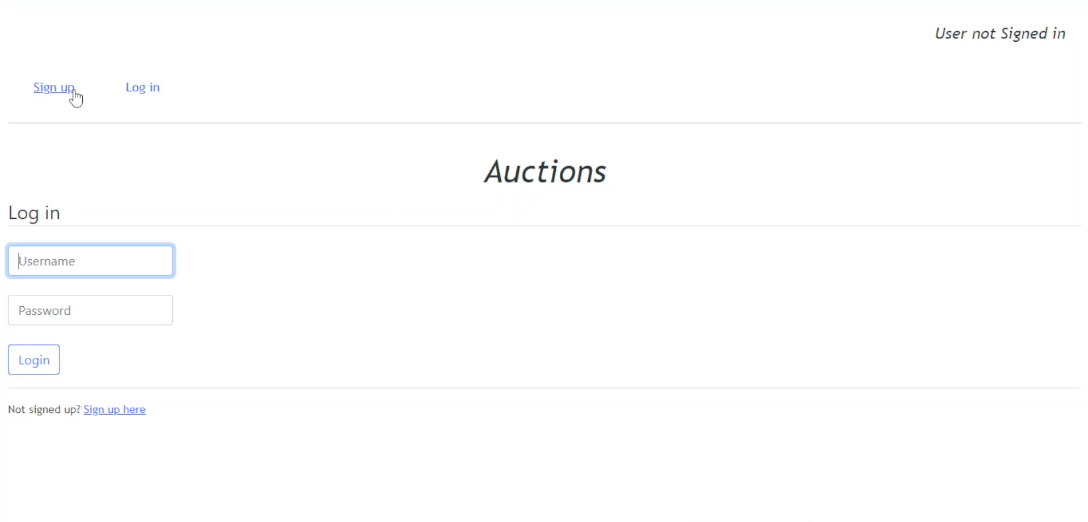 User not Signed in
Sign up Log in
Auctions
Log in
Username
Password
Login
Not signed up? Sign up here